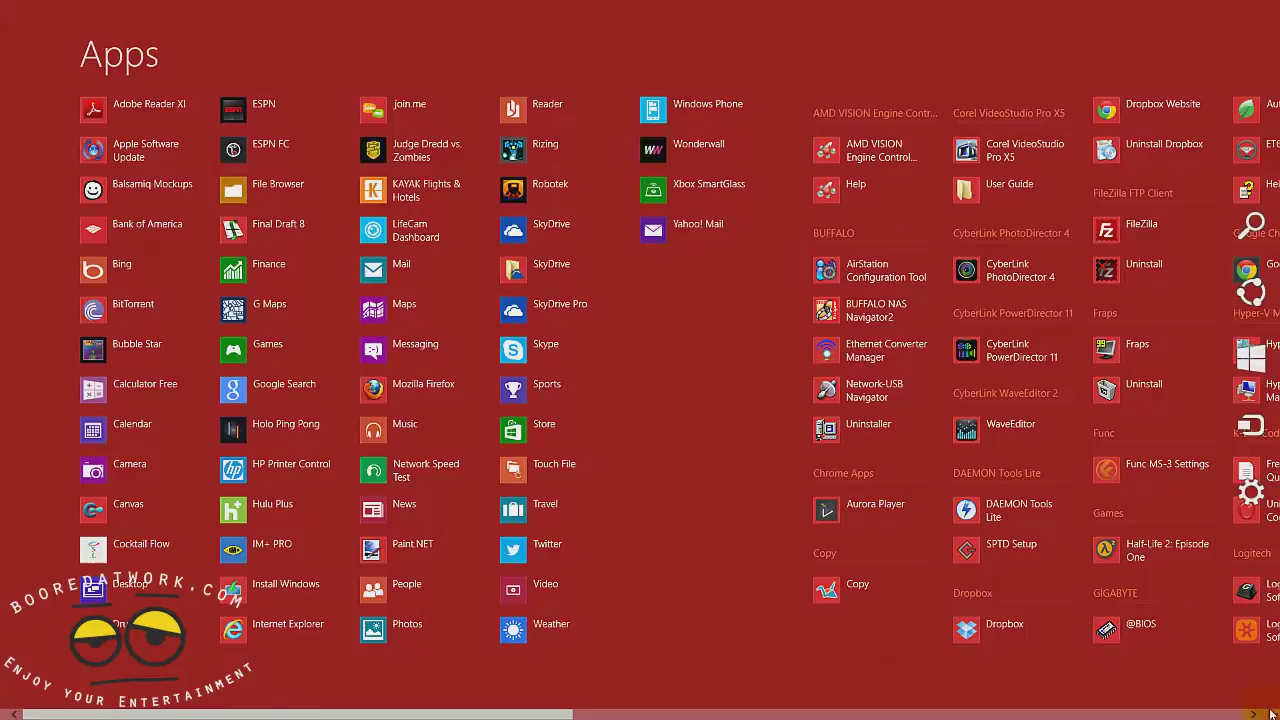 Apps
Adobe Reader XI
Apple Software
Update
Balsamiq Mockups
Bank of America
Bing
BitTorrent
Bubble Star
Calculator Free
Calendar
Camera
Canvas
Cocktail Flow
Desktop
ESPN
ESPN FC
File Browser
Final Draft 8
Finance
G Maps
Games
Google Search
Holo Ping Pong
HP Printer Control
Hulu Plus
IM+ PRO
Install Windows
Internet Explorer
join.me
Judge Dredd vs.
Zombies
KAYAK Flights &
Hotels
LifeCam
Dashboard
Mail
Maps
Messaging
Mozilla Firefox
Music
Network Speed
Test
News
Paint.NET
People
Photos
Reader
Rizing
Robotek
SkyDrive
SkyDrive
SkyDrive Pro
Skype
Sports
Store
Touch File
Travel
Twitter
Video
Weather
Windows Phone
Wonderwall
Xbox SmartGlass
Yahoo! Mail
AMD VISION Engine Contr...
AMD VISION
Engine Control...
Help
BUFFALO
AirStation
Configuration Tool
BUFFALO NAS
Navigator2
Ethernet Converter
Manager
Network-USB
Navigator
Uninstaller
Chrome Apps
Aurora Player
Copy
Copy
Corel VideoStudio Pro X5
Corel VideoStudio
Pro X5
User Guide
CyberLink PhotoDirector 4
CyberLink
PhotoDirector 4
CyberLink PowerDirector 11
CyberLink
PowerDirector 11
CyberLink WaveEditor 2
WaveEditor
DAEMON Tools Lite
DAEMON Tools
Lite
SPTD Setup
Dropbox
Dropbox
Dropbox Website
Uninstall Dropbox
FileZilla FTP Client
FileZilla
Uninstall
Fraps
Fraps
Uninstall
Func
Func MS-3 Settings
Games
Half-Life 2: Episode
One
GIGABYTE
@BIOS
Logitech
BOOREDATWORK.COM
ENJOY YOUR ENTERTAINMENT